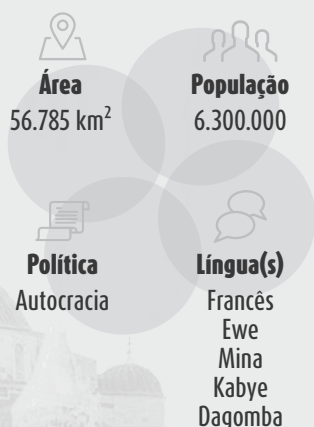 Área
56.785 km²
População
6.300.000
Política
Autocracia
Língua(s)
Francês
Ewe
Mina
Kabye
Dagomba